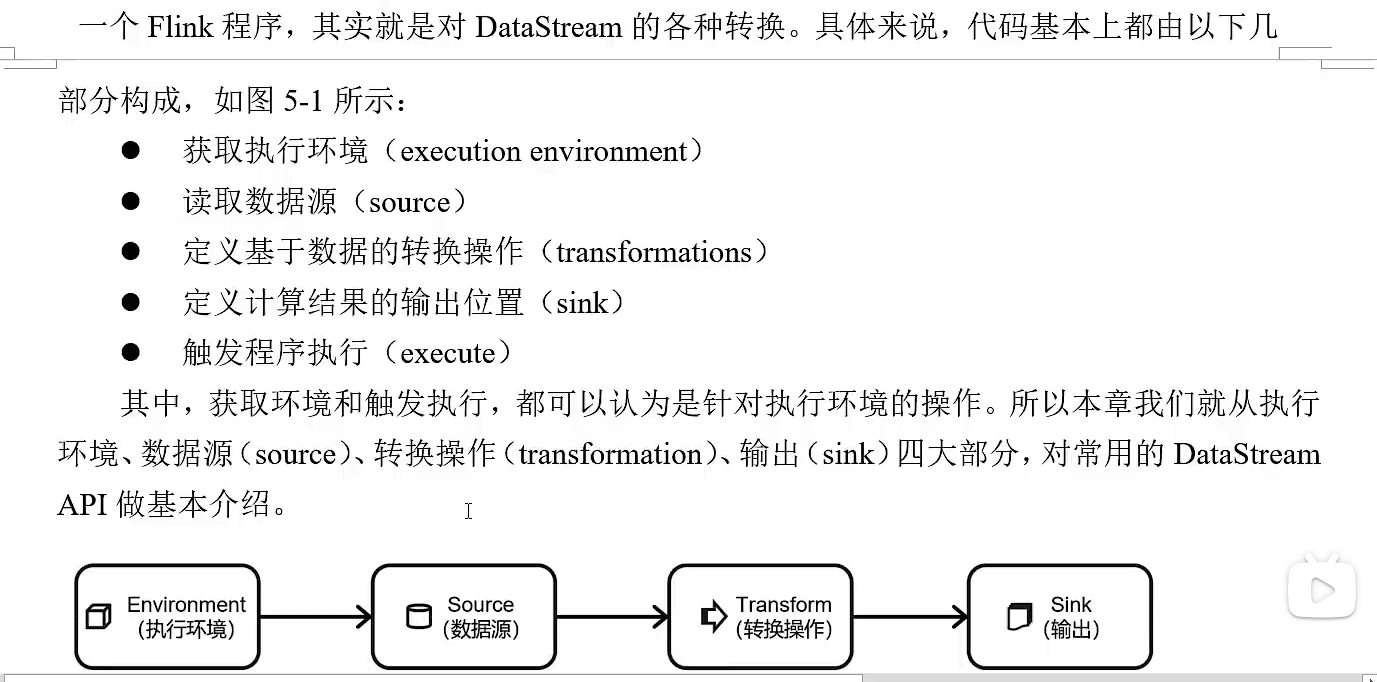 一个 Flink 程序，其实就是对 DataStream 的各种转换。具体来说，代码基本上都由以下几
部分构成，如图 5-1 所示：
● 获取执行环境（execution environment）
● 读取数据源（source）
● 定义基于数据的转换操作（transformations）
● 定义计算结果的输出位置（sink）
● 触发程序执行（execute）
其中，获取环境和触发执行，都可以认为是针对执行环境的操作。所以本章我们就从执行
环境、数据源（source）、转换操作（transformation）、输出（sink）四大部分，对常用的 DataStream
API 做基本介绍。
Environment
(执行环境)
Source
(数据源)
Transform
(转换操作)
Sink
(输出)